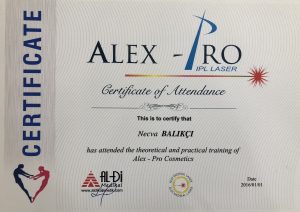 CERTIFICATE
ALEX - PRO
IPL LASER
Certificate of Attendance
This is to certify that
Necva BALIKÇI
has attended the theoretical and practical training of
Alex - Pro Cosmetics
AL-Di
Medikal
Date
2016/01/01